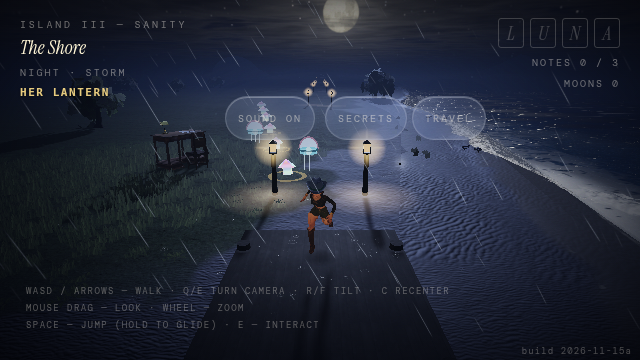 ISLAND III — SANITY
The Shore
NIGHT · STORM
HER LANTERN
L U N A
NOTES 0 / 3
MOONS 0
SOUND ON
SECRETS
TRAVEL
WASD / ARROWS — WALK · Q/E TURN CAMERA · R/F TILT · C RECENTER
MOUSE DRAG — LOOK · WHEEL — ZOOM
SPACE — JUMP (HOLD TO GLIDE) · E — INTERACT
build 2026-11-15a